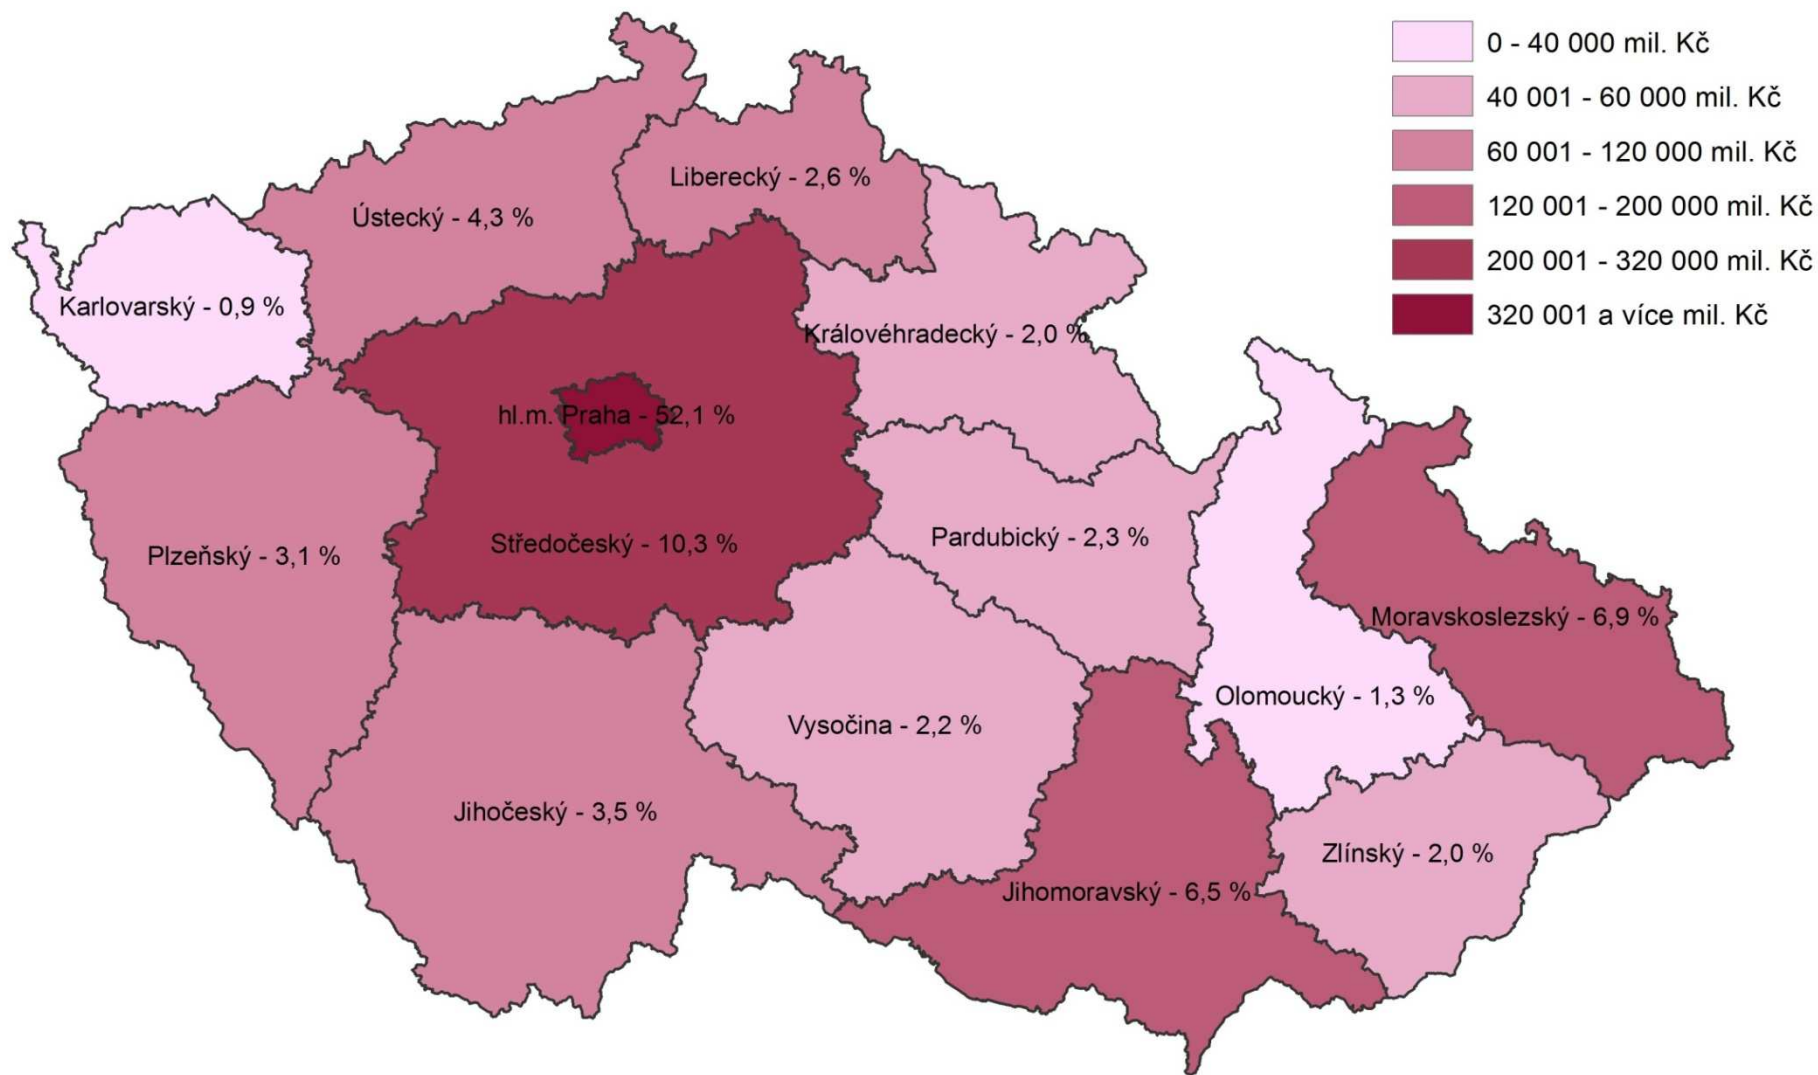 0 - 40 000 mil. Kč
40 001 - 60 000 mil. Kč
60 001 - 120 000 mil. Kč
120 001 - 200 000 mil. Kč
200 001 - 320 000 mil. Kč
320 001 a více mil. Kč
Liberecký - 2,6 %
Ústecký - 4,3 %
Karlovarský - 0,9 %
Královéhradecký - 2,0 %
hl.m. Praha - 52,1 %
Pardubický - 2,3 %
Středočeský - 10,3 %
Plzeňský - 3,1 %
Moravskoslezský - 6,9 %
Olomoucký - 1,3 %
Vysočina - 2,2 %
Jihočeský - 3,5 %
Zlínský - 2,0 %
Jihomoravský - 6,5 %